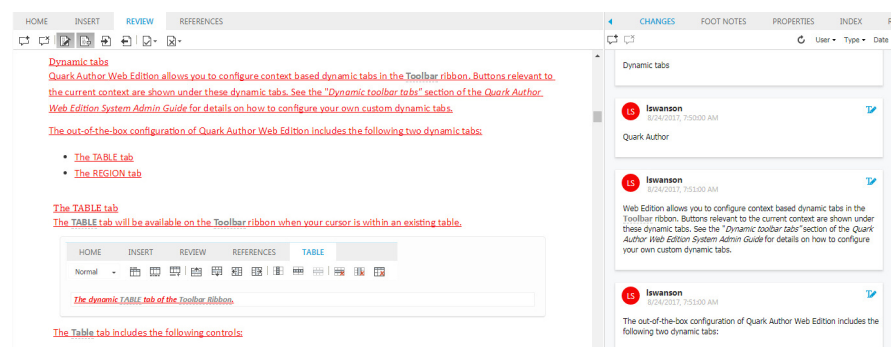 HOME INSERT REVIEW REFERENCES
Dynamic tabs
Quark Author Web Edition allows you to configure context based dynamic tabs in the Toolbar ribbon. Buttons relevant to
the current context are shown under these dynamic tabs. See the "Dynamic toolbar tabs" section of the Quark Author
Web Edition System Admin Guide for details on how to configure your own custom dynamic tabs.
The out-of-the-box configuration of Quark Author Web Edition includes the following two dynamic tabs:
• The TABLE tab
• The REGION tab
The TABLE tab
The TABLE tab will be available on the Toolbar ribbon when your cursor is within an existing table.
HOME INSERT REVIEW REFERENCES TABLE
Normal
The dynamic TABLE tab of the Toolbar Ribbon.
The Table tab includes the following controls:
CHANGES FOOT NOTES PROPERTIES INDEX
User Type Date
Dynamic tabs
LS lswanson
8/24/2017, 7:50:00 AM
Quark Author
LS lswanson
8/24/2017, 7:51:00 AM
Web Edition allows you to configure context based dynamic tabs in the
Toolbar ribbon. Buttons relevant to the current context are shown under
these dynamic tabs. See the "Dynamic toolbar tabs" section of the Quark
Author Web Edition System Admin Guide for details on how to configure
your own custom dynamic tabs.
LS lswanson
8/24/2017, 7:51:00 AM
The out-of-the-box configuration of Quark Author Web Edition includes the
following two dynamic tabs: